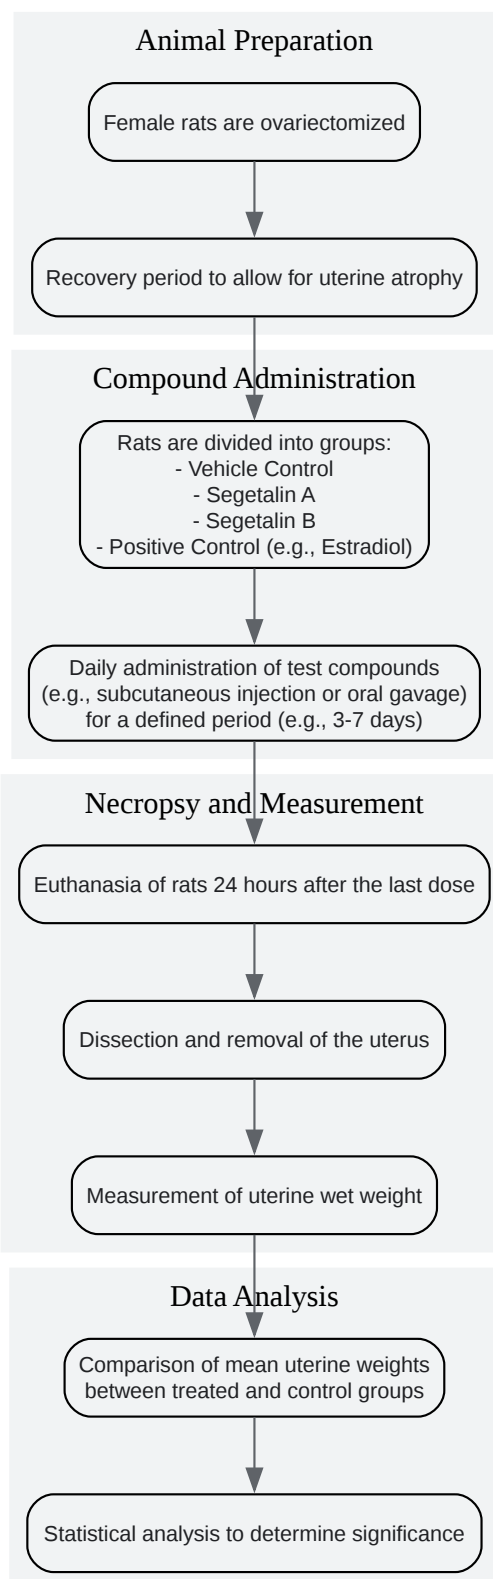 Animal Preparation
Female rats are ovariectomized
Recovery period to allow for uterine atrophy
Compound Administration
Rats are divided into groups:
- Vehicle Control
- Segetalin A
- Segetalin B
- Positive Control (e.g., Estradiol)
Daily administration of test compounds
(e.g., subcutaneous injection or oral gavage)
for a defined period (e.g., 3-7 days)
Necropsy and Measurement
Euthanasia of rats 24 hours after the last dose
Dissection and removal of the uterus
Measurement of uterine wet weight
Data Analysis
Comparison of mean uterine weights
between treated and control groups
Statistical analysis to determine significance